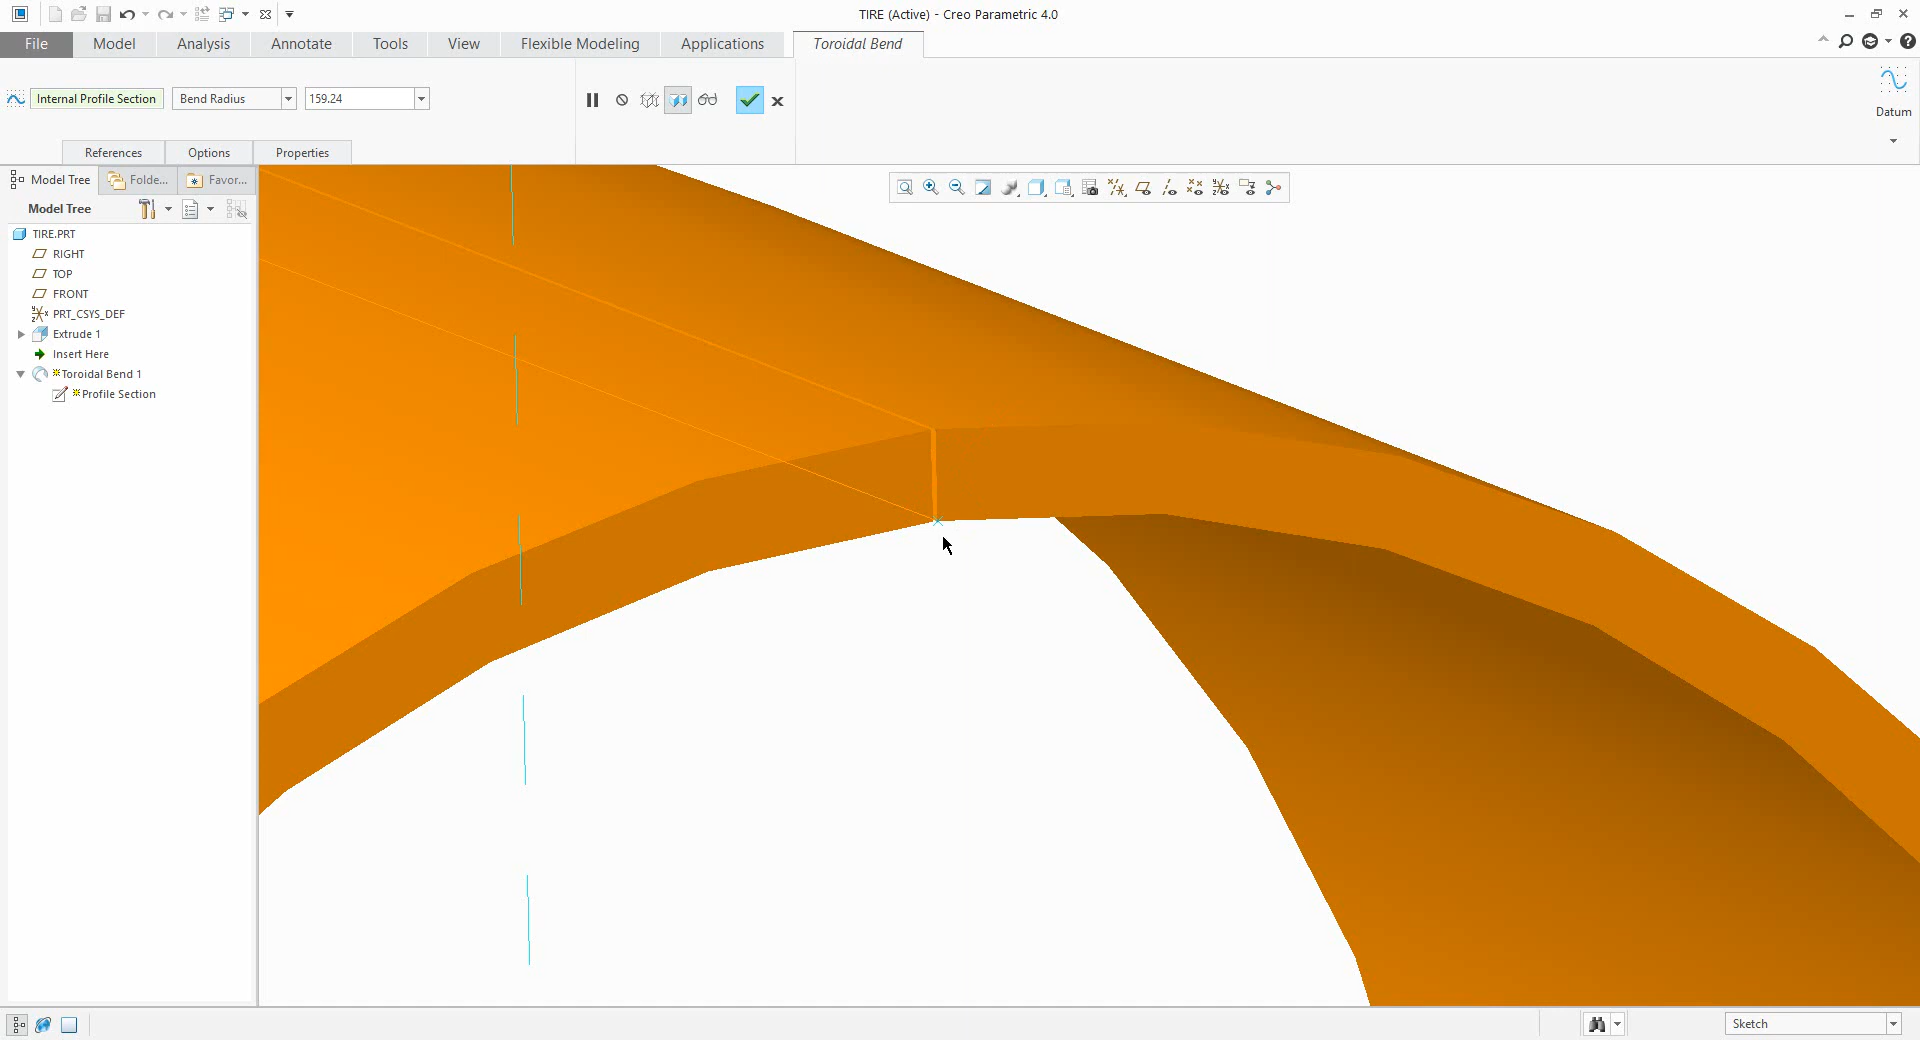 TIRE (Active) - Creo Parametric 4.0
File Model Analysis Annotate Tools View Flexible Modeling Applications Toroidal Bend
Internal Profile Section Bend Radius 159.24
Datum
References Options Properties
Model Tree Folde... Favor...
Model Tree
TIRE.PRT
RIGHT
TOP
FRONT
PRT_CSYS_DEF
Extrude 1
Insert Here
Toroidal Bend 1
Profile Section
Sketch